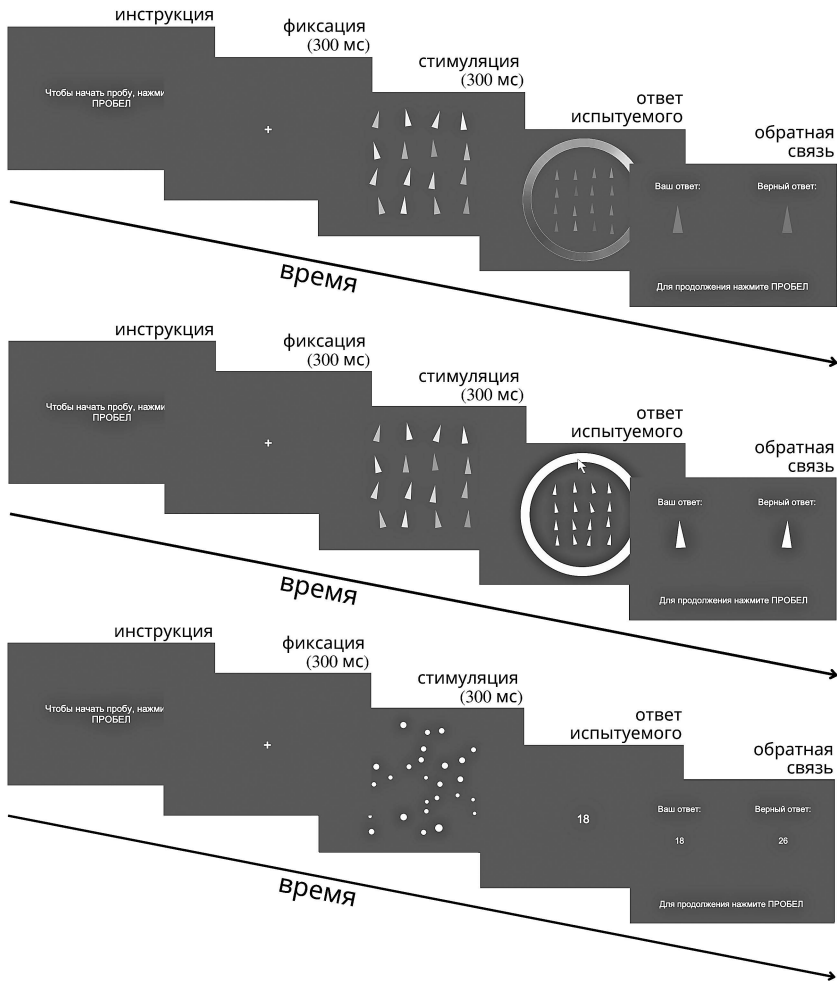 инструкция
фиксация
(300 мс)
стимуляция
(300 мс)
ответ
испытуемого
обратная
связь
Чтобы начать пробу, нажми
ПРОБЕЛ
+
Ваш ответ:
Верный ответ:
Для продолжения нажмите ПРОБЕЛ
время
инструкция
фиксация
(300 мс)
стимуляция
(300 мс)
ответ
испытуемого
обратная
связь
Чтобы начать пробу, нажми
ПРОБЕЛ
+
Ваш ответ:
Верный ответ:
Для продолжения нажмите ПРОБЕЛ
время
инструкция
фиксация
(300 мс)
стимуляция
(300 мс)
ответ
испытуемого
обратная
связь
Чтобы начать пробу, нажми
ПРОБЕЛ
+
18
Ваш ответ:
Верный ответ:
18
26
Для продолжения нажмите ПРОБЕЛ
время